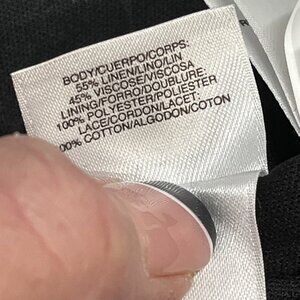 BODY/CUERPO/CORPS:
55% LINEN/LINO/LIN
45% VISCOSE/VISCOSA
LINING/FORRO/DOUBLURE:
100% POLYESTER/POLIESTER
LACE/CORDON/LACET:
00% COTTON/ALGODON/COTON